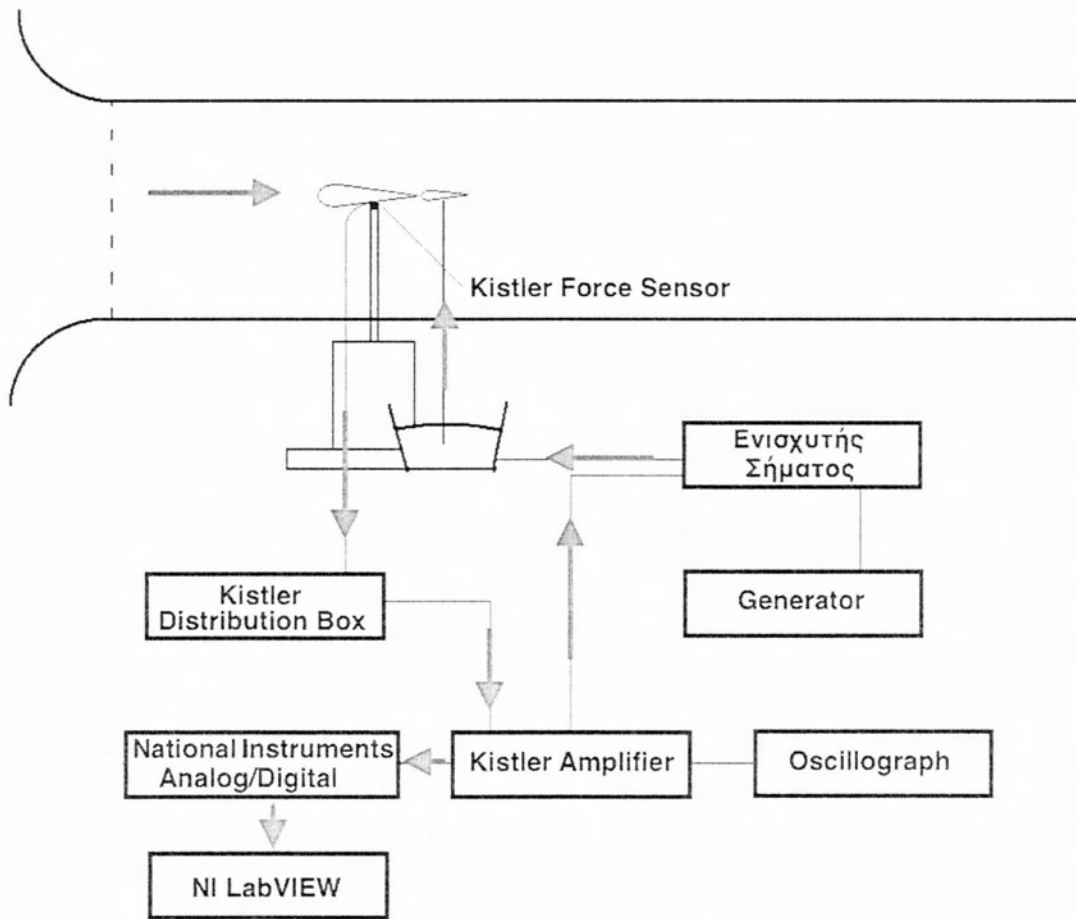 Kistler Force Sensor
Ενισχυτής
Σήματος
Kistler
Distribution Box
Generator
National Instruments
Analog/Digital
Kistler Amplifier
Oscillograph
NI LabVIEW